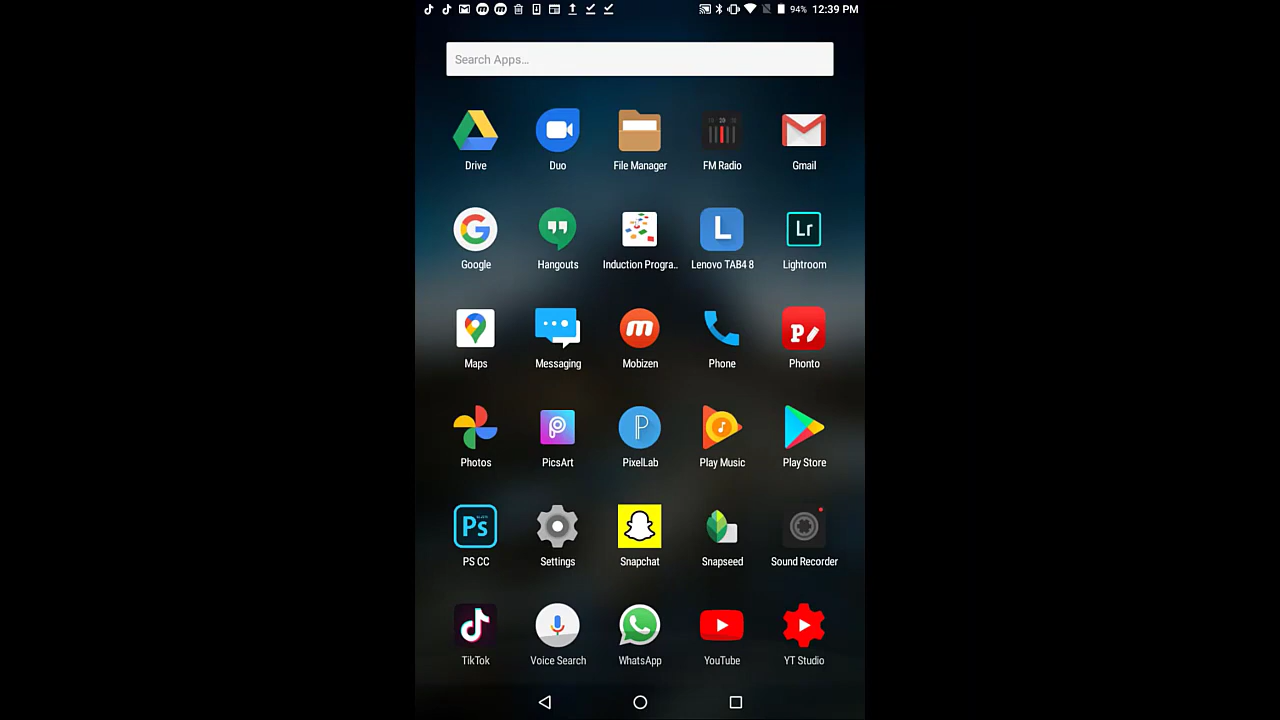 94% 12:39 PM
Search Apps...
Drive Duo File Manager FM Radio Gmail
Lr
L
Google Hangouts Induction Progra.. Lenovo TAB4 8 Lightroom
Maps Messaging Mobizen Phone Phonto
Photos PicsArt PixelLab Play Music Play Store
Ps
PS CC Settings Snapchat Snapseed Sound Recorder
TikTok Voice Search WhatsApp YouTube YT Studio